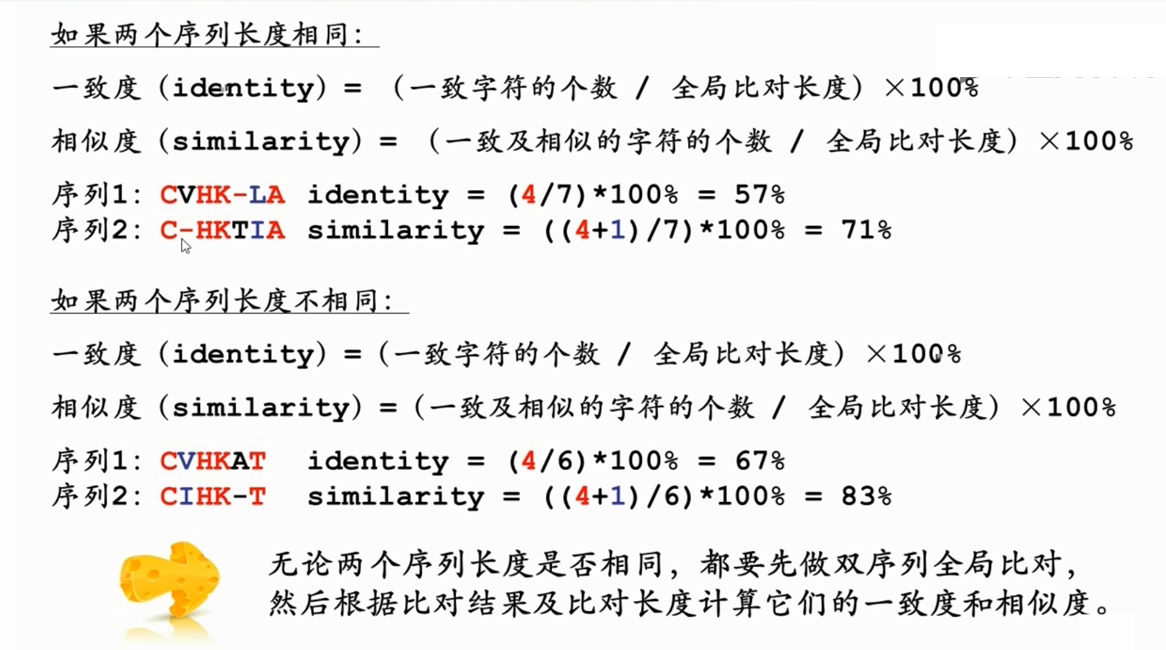 如果两个序列长度相同:
一致度（identity）= （一致字符的个数 / 全局比对长度）×100%
相似度（similarity）= （一致及相似的字符的个数 / 全局比对长度）×100%
序列1: CVHK-LA identity = (4/7)*100% = 57%
序列2: C-HKTIA similarity = ((4+1)/7)*100% = 71%
如果两个序列长度不相同:
一致度（identity）=（一致字符的个数 / 全局比对长度）×100%
相似度（similarity）=（一致及相似的字符的个数 / 全局比对长度）×100%
序列1: CVHKAT identity = (4/6)*100% = 67%
序列2: CIHK-T similarity = ((4+1)/6)*100% = 83%
无论两个序列长度是否相同，都要先做双序列全局比对，
然后根据比对结果及比对长度计算它们的一致度和相似度。